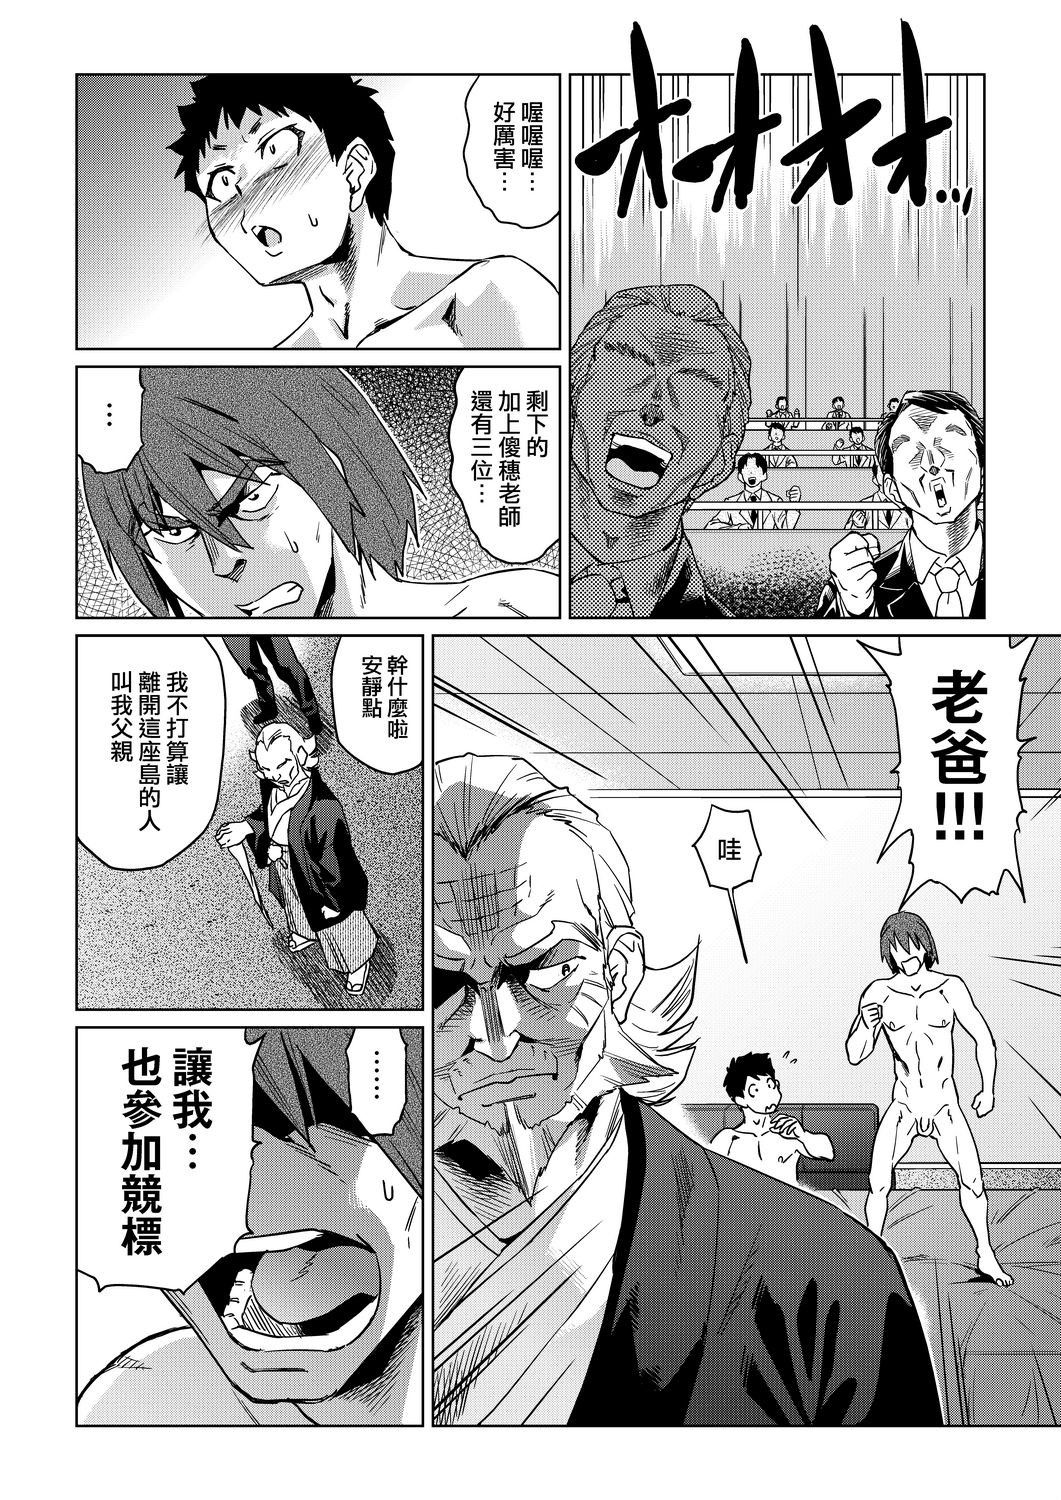 オオオオ…
喔喔喔…
好厲害…
剩下的
加上傻穗老師
還有三位…
…
老爸!!!
哇
幹什麼啦
安靜點
我不打算讓
離開這座島的人
叫我父親
……
讓我…
也參加競標